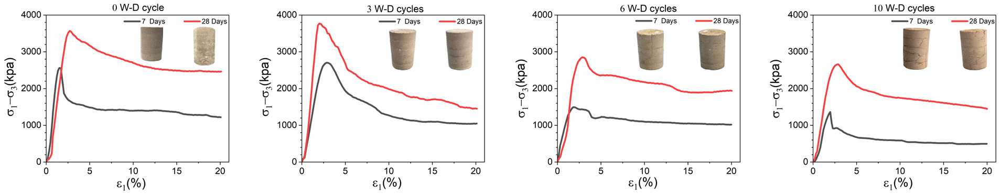 0 W-D cycle
7 Days
28 Days
4000
3000
2000
1000
0
σ1−σ3(kpa)
0
5
10
15
20
ε1(%)
3 W-D cycles
7 Days
28 Days
4000
3000
2000
1000
0
σ1−σ3(kpa)
0
5
10
15
20
ε1(%)
6 W-D cycles
7 Days
28 Days
4000
3000
2000
1000
0
σ1−σ3(kpa)
0
5
10
15
20
ε1(%)
10 W-D cycles
7 Days
28 Days
4000
3000
2000
1000
0
σ1−σ3(kpa)
0
5
10
15
20
ε1(%)